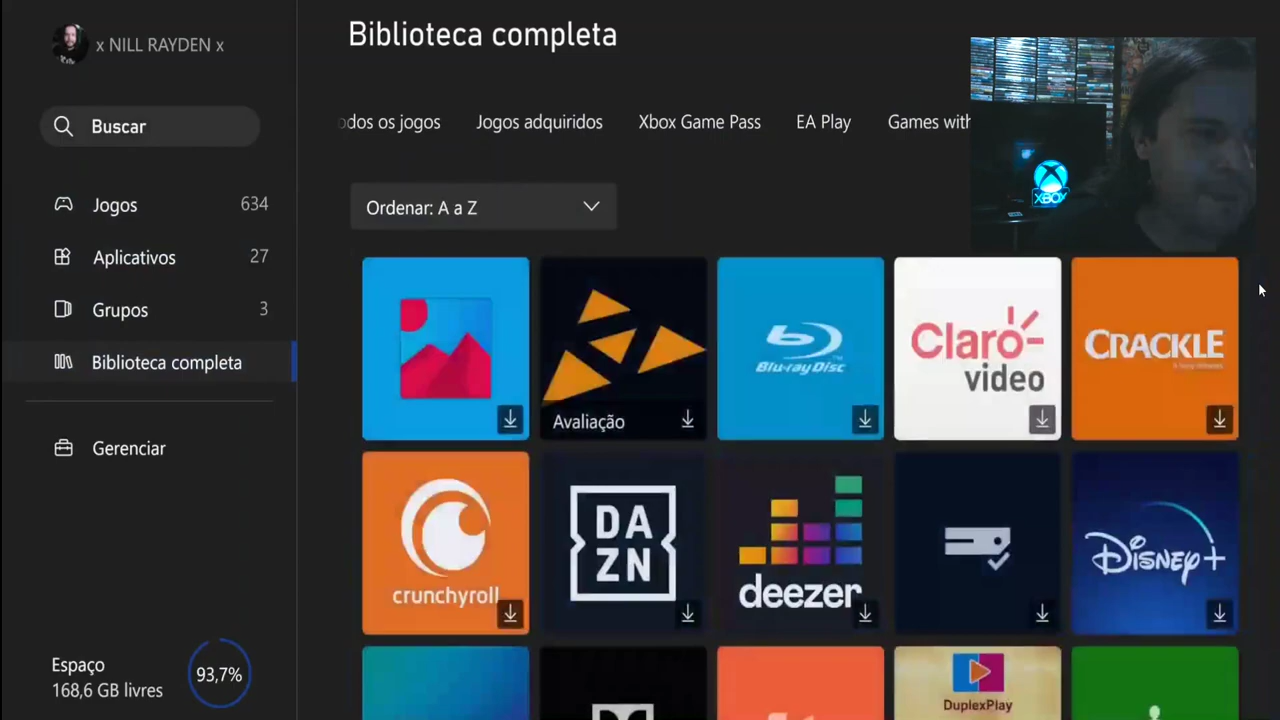 x NILL RAYDEN x
Buscar
Jogos 634
Aplicativos 27
Grupos 3
Biblioteca completa
Gerenciar
Espaço
168,6 GB livres
93,7%
Biblioteca completa
odos os jogos Jogos adquiridos Xbox Game Pass EA Play Games with
Ordenar: A a Z
XBOX
Avaliação
Blu-ray Disc
Claro-
video
CRACKLE
crunchyroll
DA
ZN
deezer
Disney+
DuplexPlay